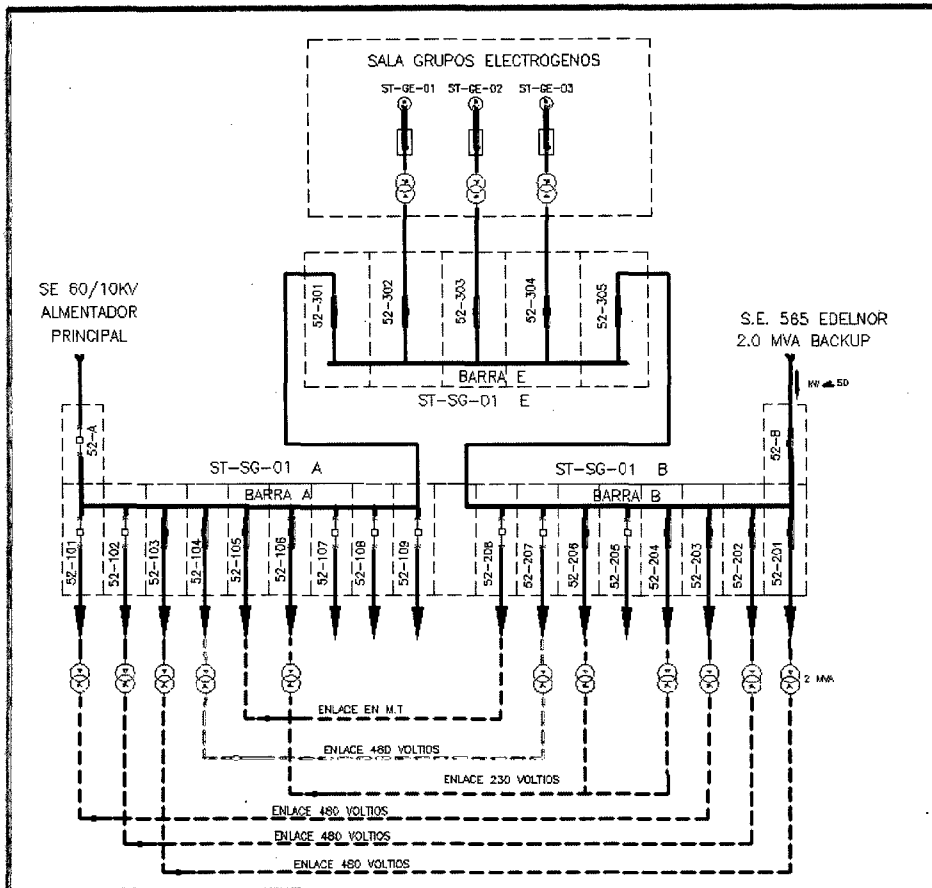 SALA GRUPOS ELECTROGENOS
ST-GE-01 ST-GE-02 ST-GE-03
SE 60/10KV
ALMENTADOR
PRINCIPAL
52-301
52-302
52-303
52-304
52-305
S.E. 565 EDELNOR
2.0 MVA BACKUP
BARRA E
ST-SG-01 E
52-A
52-B
ST-SG-01 A
ST-SG-01 B
BARRA A
BARRA B
52-101
52-102
52-103
52-104
52-105
52-106
52-107
52-108
52-109
52-208
52-207
52-206
52-205
52-204
52-203
52-202
52-201
2 MVA
ENLACE EN M.T
ENLACE 480 VOLTIOS
ENLACE 230 VOLTIOS
ENLACE 480 VOLTIOS
ENLACE 480 VOLTIOS
ENLACE 480 VOLTIOS